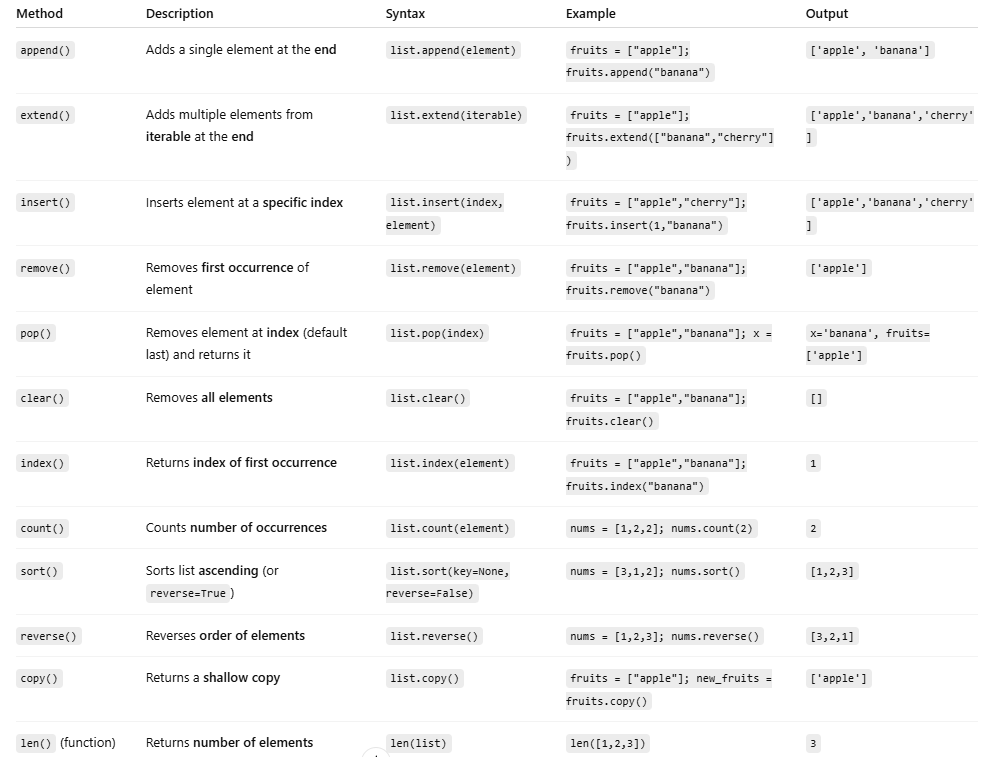 Method Description Syntax Example Output
append() Adds a single element at the end list.append(element) fruits = ["apple"]; ['apple', 'banana']
fruits.append("banana")
extend() Adds multiple elements from list.extend(iterable) fruits = ["apple"]; ['apple','banana','cherry'
iterable at the end fruits.extend(["banana","cherry"] ]
)
insert() Inserts element at a specific index list.insert(index, fruits = ["apple","cherry"]; ['apple','banana','cherry'
element) fruits.insert(1,"banana") ]
remove() Removes first occurrence of list.remove(element) fruits = ["apple","banana"]; ['apple']
element fruits.remove("banana")
pop() Removes element at index (default list.pop(index) fruits = ["apple","banana"]; x = x='banana', fruits=
last) and returns it fruits.pop() ['apple']
clear() Removes all elements list.clear() fruits = ["apple","banana"]; []
fruits.clear()
index() Returns index of first occurrence list.index(element) fruits = ["apple","banana"]; 1
fruits.index("banana")
count() Counts number of occurrences list.count(element) nums = [1,2,2]; nums.count(2) 2
sort() Sorts list ascending (or list.sort(key=None, nums = [3,1,2]; nums.sort() [1,2,3]
reverse=True) reverse=False)
reverse() Reverses order of elements list.reverse() nums = [1,2,3]; nums.reverse() [3,2,1]
copy() Returns a shallow copy list.copy() fruits = ["apple"]; new_fruits = ['apple']
fruits.copy()
len() (function) Returns number of elements len(list) len([1,2,3]) 3